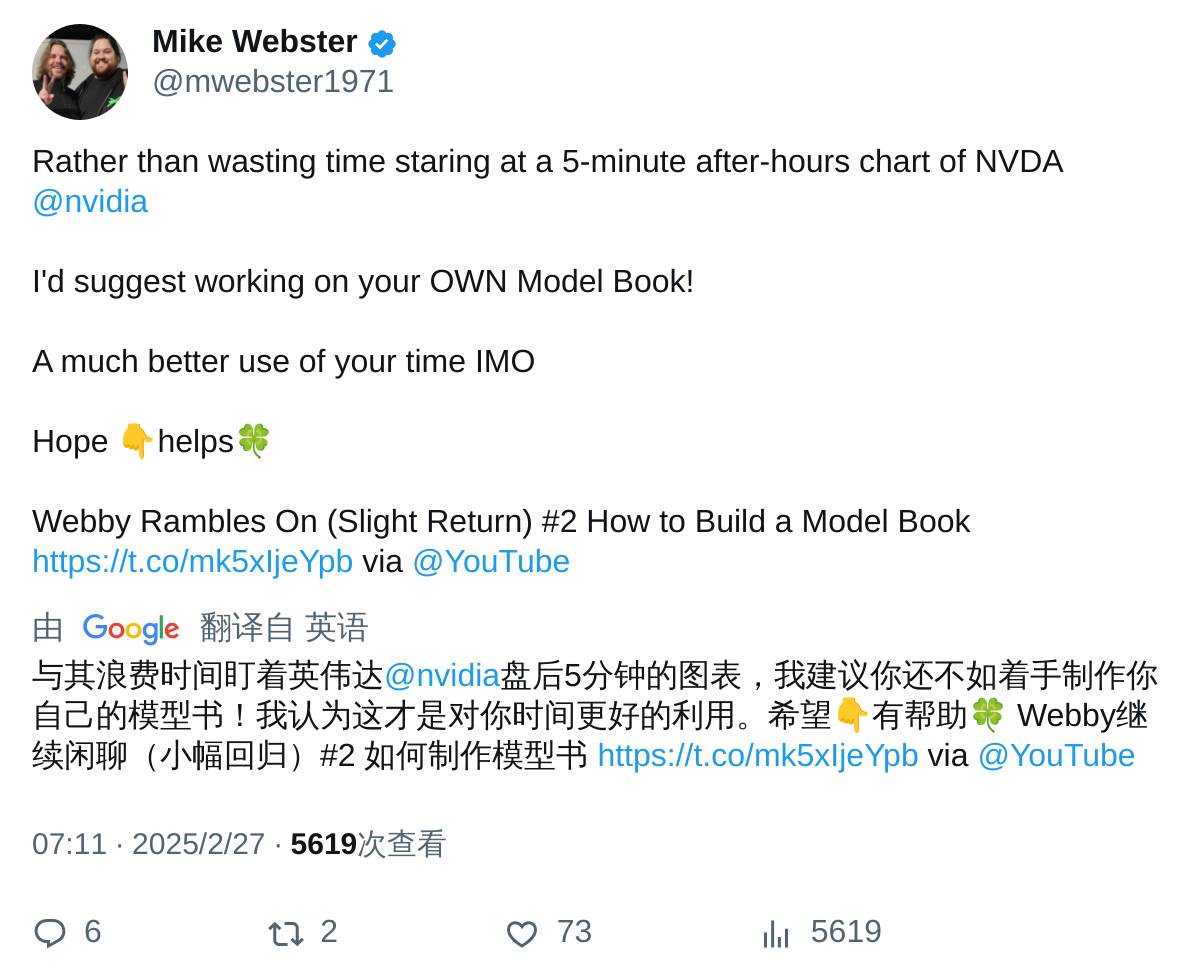 Mike Webster
@mwebster1971
Rather than wasting time staring at a 5-minute after-hours chart of NVDA
@nvidia
I'd suggest working on your OWN Model Book!
A much better use of your time IMO
Hope 👇helps🍀
Webby Rambles On (Slight Return) #2 How to Build a Model Book
https://t.co/mk5xIjeYpb via @YouTube
由 Google 翻译自 英语
与其浪费时间盯着英伟达@nvidia盘后5分钟的图表，我建议你还不如着手制作你
自己的模型书！我认为这才是对你时间更好的利用。希望👇有帮助🍀 Webby继
续闲聊（小幅回归）#2 如何制作模型书 https://t.co/mk5xIjeYpb via @YouTube
07:11 · 2025/2/27 · 5619次查看
6 2 73 5619